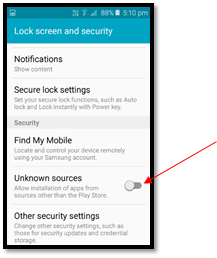 88% 5:10 pm
Lock screen and security
Notifications
Show content
Secure lock settings
Set your secure lock functions, such as Auto
lock and Lock instantly with Power key.
Security
Find My Mobile
Locate and control your device remotely
using your Samsung account.
Unknown sources
Allow installation of apps from
sources other than the Play Store.
Other security settings
Change other security settings, such as
those for security updates and credential
storage.